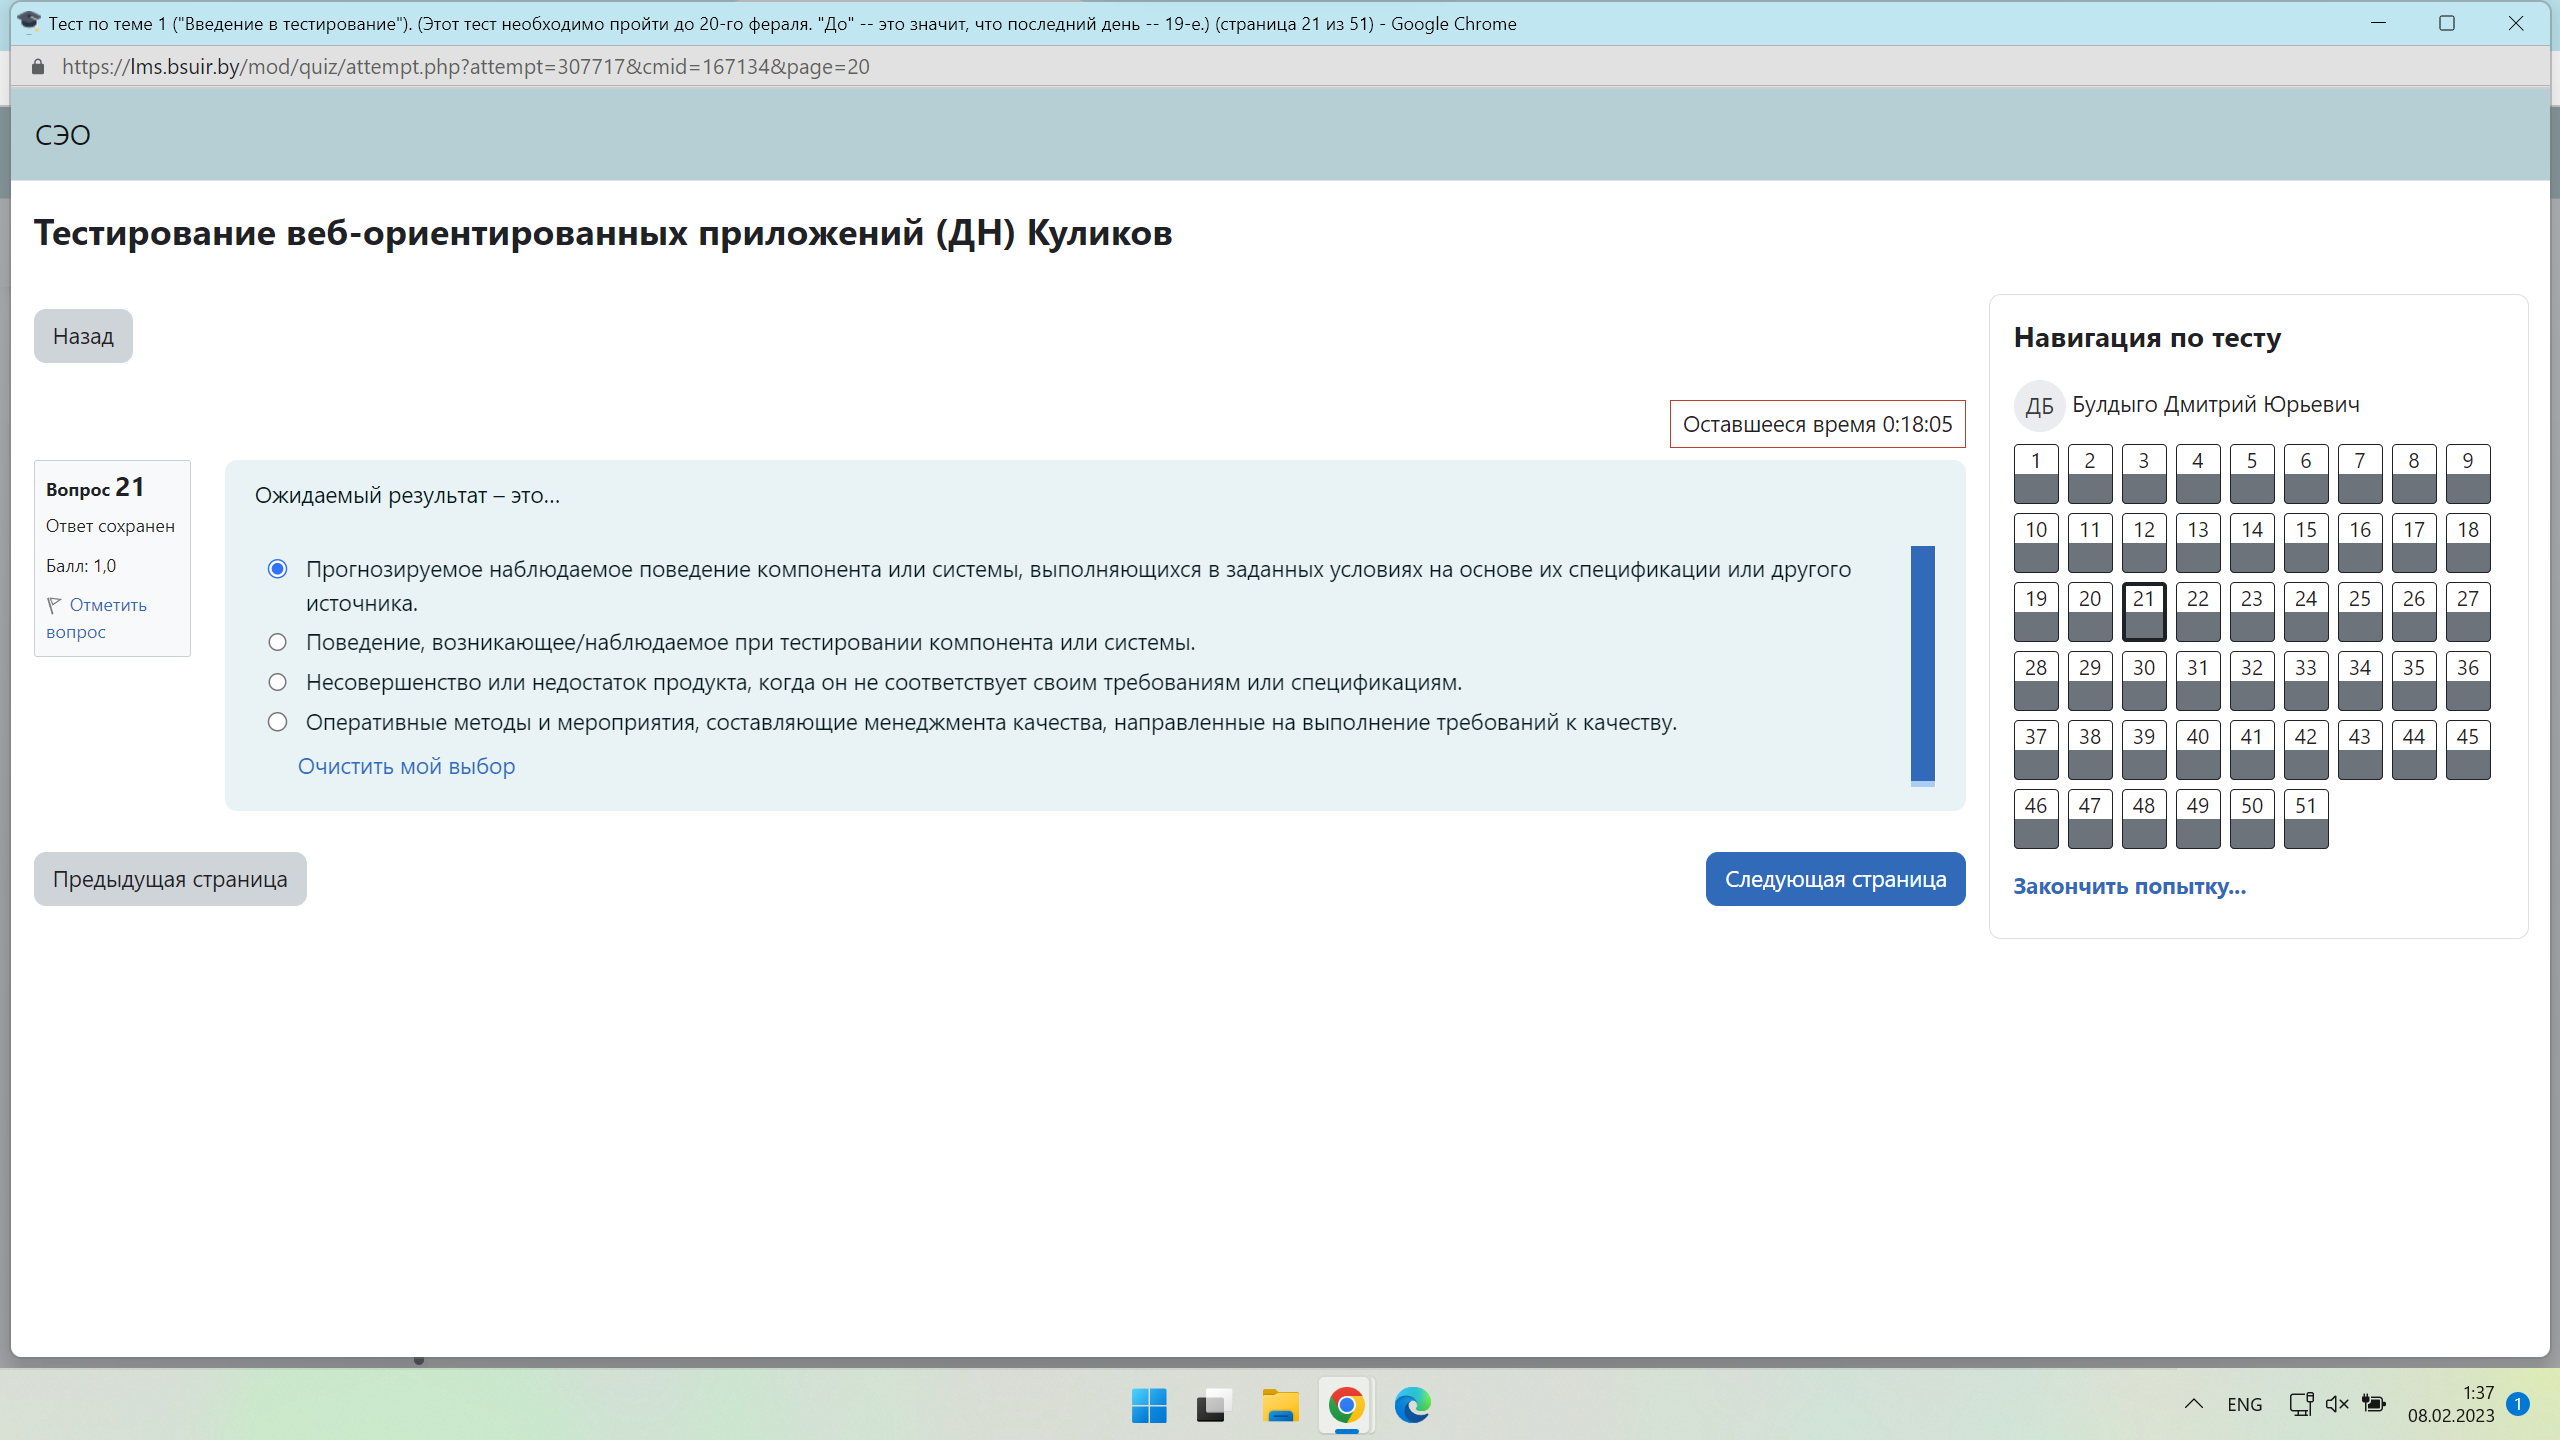 Тест по теме 1 ("Введение в тестирование"). (Этот тест необходимо пройти до 20-го фераля. "До" -- это значит, что последний день -- 19-е.) (страница 21 из 51) - Google Chrome
https://lms.bsuir.by/mod/quiz/attempt.php?attempt=307717&cmid=167134&page=20
СЭО
Тестирование веб-ориентированных приложений (ДН) Куликов
Назад
Оставшееся время 0:18:05
Вопрос 21
Ответ сохранен
Балл: 1,0
Отметить
вопрос
Ожидаемый результат – это...
Прогнозируемое наблюдаемое поведение компонента или системы, выполняющихся в заданных условиях на основе их спецификации или другого
источника.
Поведение, возникающее/наблюдаемое при тестировании компонента или системы.
Несовершенство или недостаток продукта, когда он не соответствует своим требованиям или спецификациям.
Оперативные методы и мероприятия, составляющие менеджмента качества, направленные на выполнение требований к качеству.
Очистить мой выбор
Предыдущая страница
Следующая страница
Навигация по тесту
ДБ Булдыго Дмитрий Юрьевич
1 2 3 4 5 6 7 8 9
10 11 12 13 14 15 16 17 18
19 20 21 22 23 24 25 26 27
28 29 30 31 32 33 34 35 36
37 38 39 40 41 42 43 44 45
46 47 48 49 50 51
Закончить попытку...
ENG
1:37
08.02.2023
1